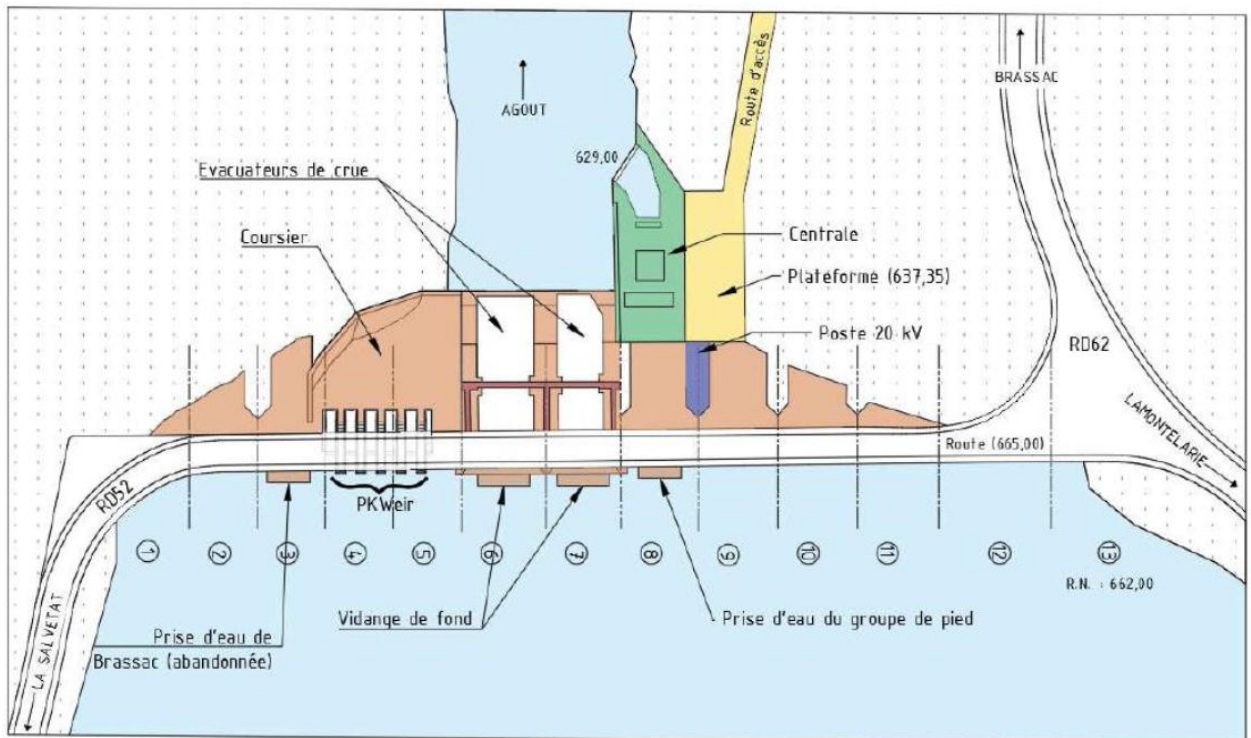 BRASSAC
Route d'accès
AGOUT
629,00
Evacuateurs de crue
Coursier
Centrale
Plateforme (637,35)
Poste 20 kV
RD62
LAMONTELARIE
Route (665,00)
RD52
PKWeir
① ② ③ ④ ⑤ ⑥ ⑦ ⑧ ⑨ ⑩ ⑪ ⑫ ⑬
R.N. : 662,00
LA SALVETAT
Prise d'eau de
Brassac (abandonnée)
Vidange de fond
Prise d'eau du groupe de pied